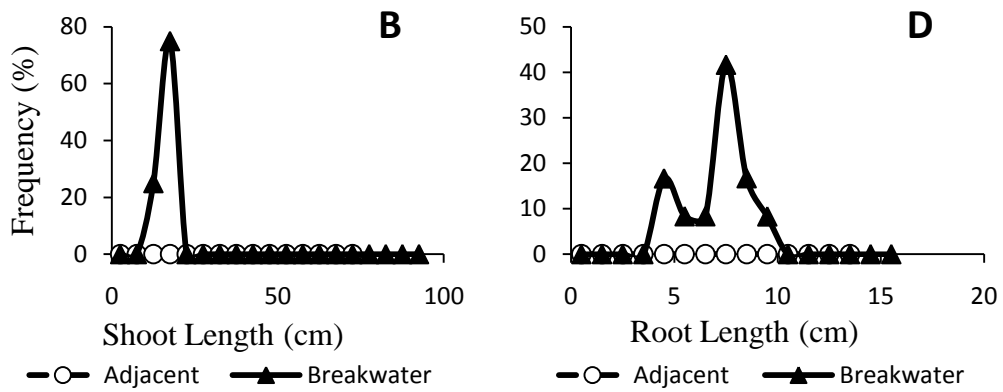 B
Frequency (%)
80
60
40
20
0
0 50 100
Shoot Length (cm)
Adjacent Breakwater
D
50
40
30
20
10
0
0 5 10 15 20
Root Length (cm)
Adjacent Breakwater